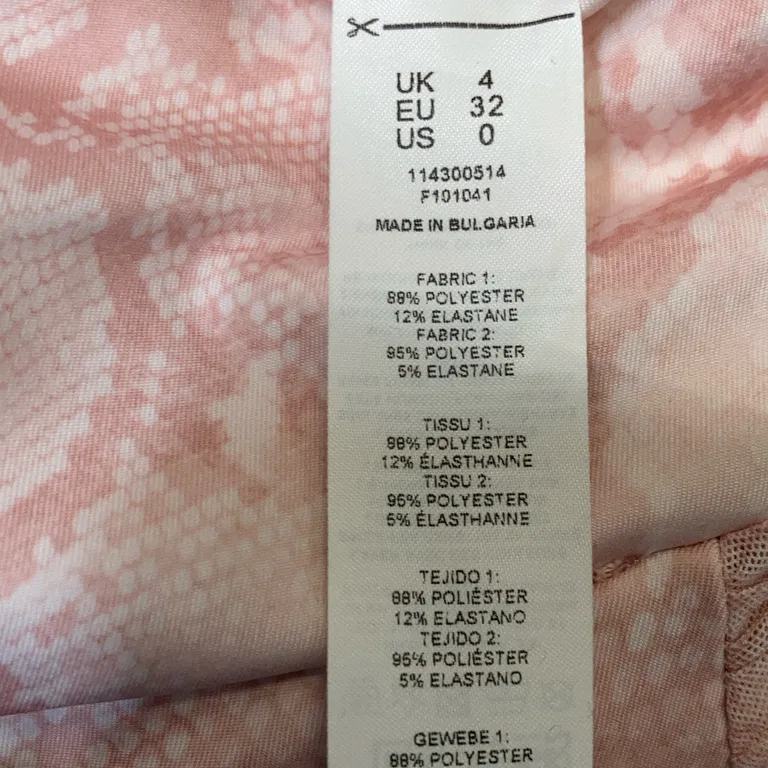 UK 4
EU 32
US 0
114300514
F101041
MADE IN BULGARIA
FABRIC 1:
88% POLYESTER
12% ELASTANE
FABRIC 2:
95% POLYESTER
5% ELASTANE
TISSU 1:
88% POLYESTER
12% ÉLASTHANNE
TISSU 2:
95% POLYESTER
5% ÉLASTHANNE
TEJIDO 1:
88% POLIÉSTER
12% ELASTANO
TEJIDO 2:
95% POLIÉSTER
5% ELASTANO
GEWEBE 1:
88% POLYESTER